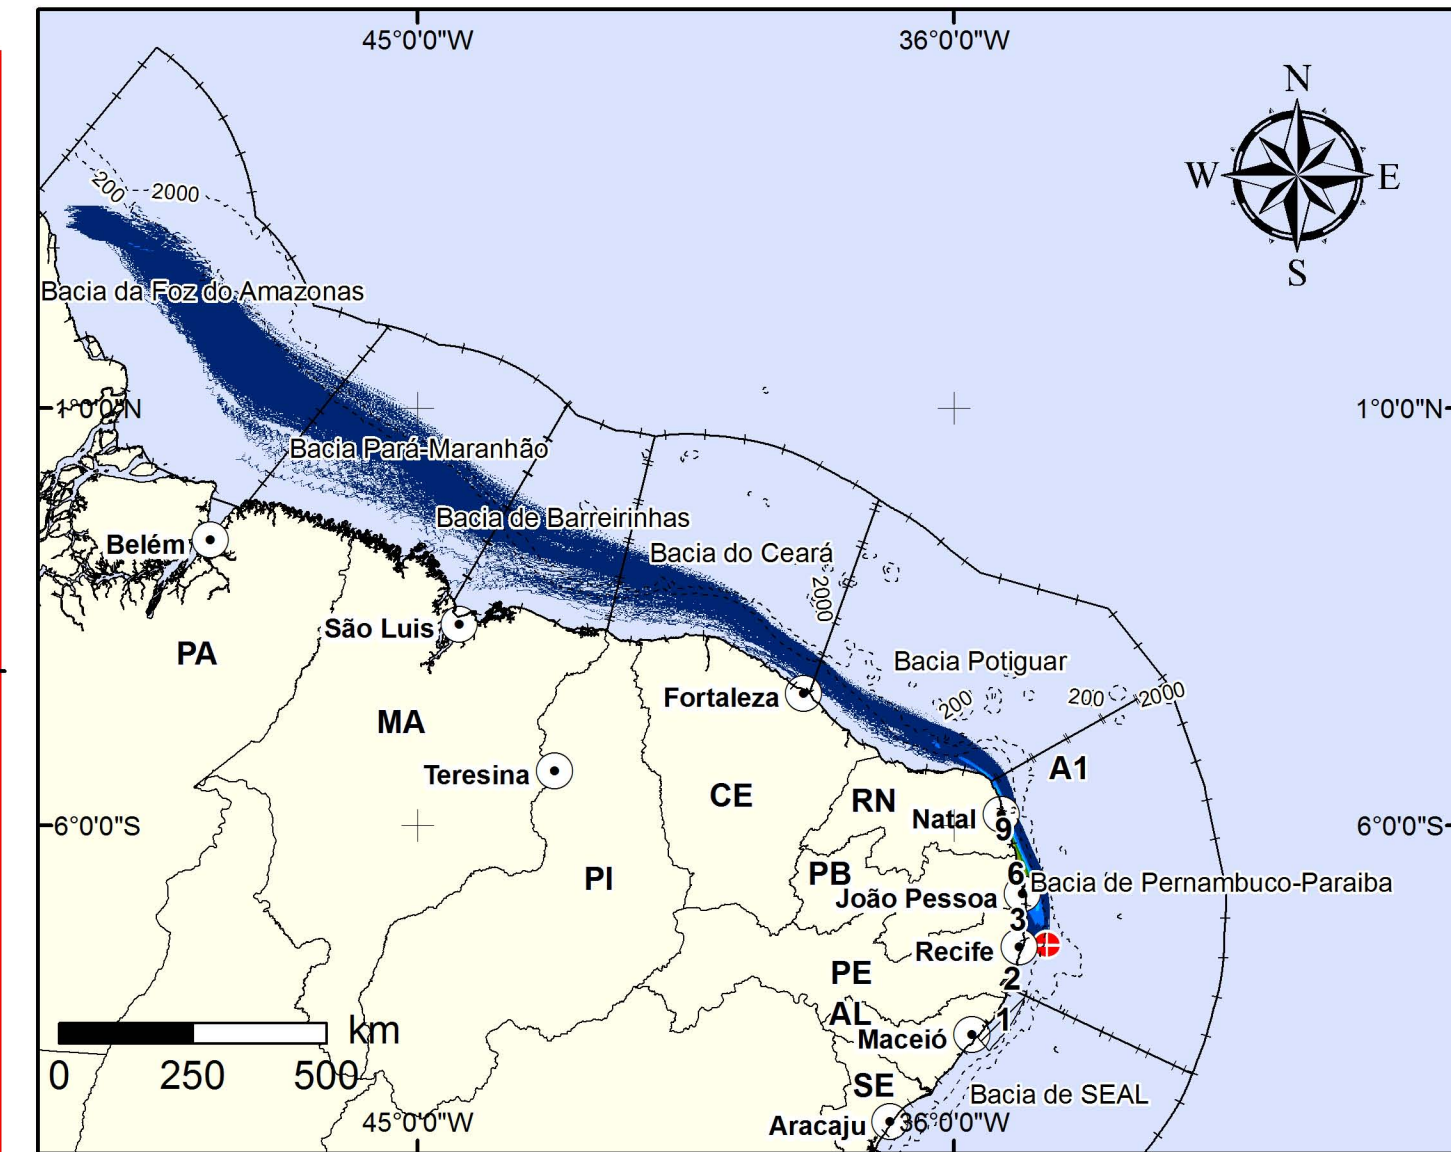 45°0'0"W
36°0'0"W
N
W
E
S
200
2000
Bacia da Foz do Amazonas
1°0'0"N
1°0'0"N
Bacia Pará-Maranhão
Bacia de Barreirinhas
Belém
Bacia do Ceará
2000
São Luis
PA
Bacia Potiguar
Fortaleza
200
200
2000
MA
Teresina
A1
CE
RN
Natal
9
6°0'0"S
6°0'0"S
PI
PB
6
Bacia de Pernambuco-Paraiba
João Pessoa
3
Recife
PE
2
AL
1
Maceió
km
0
250
500
SE
Bacia de SEAL
45°0'0"W
Aracaju
36°0'0"W